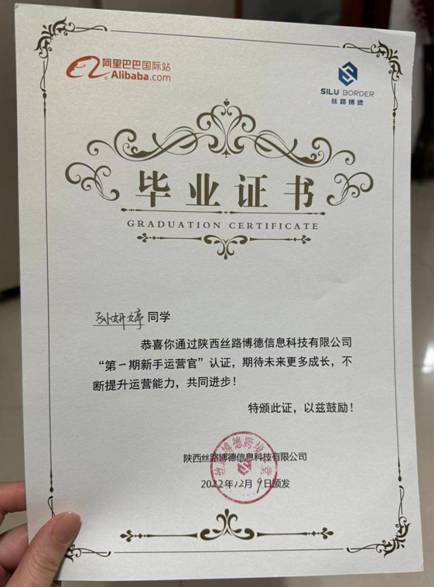 阿里巴巴国际站
Alibaba.com
SILU BORDER
丝路博德
毕业证书
GRADUATION CERTIFICATE
孙妍婷 同学
恭喜你通过陕西丝路博德信息科技有限公司
“第一期新手运营官”认证，期待未来更多成长，不
断提升运营能力，共同进步！
特颁此证，以兹鼓励！
陕西丝路博德信息科技有限公司
2022年12月9日颁发